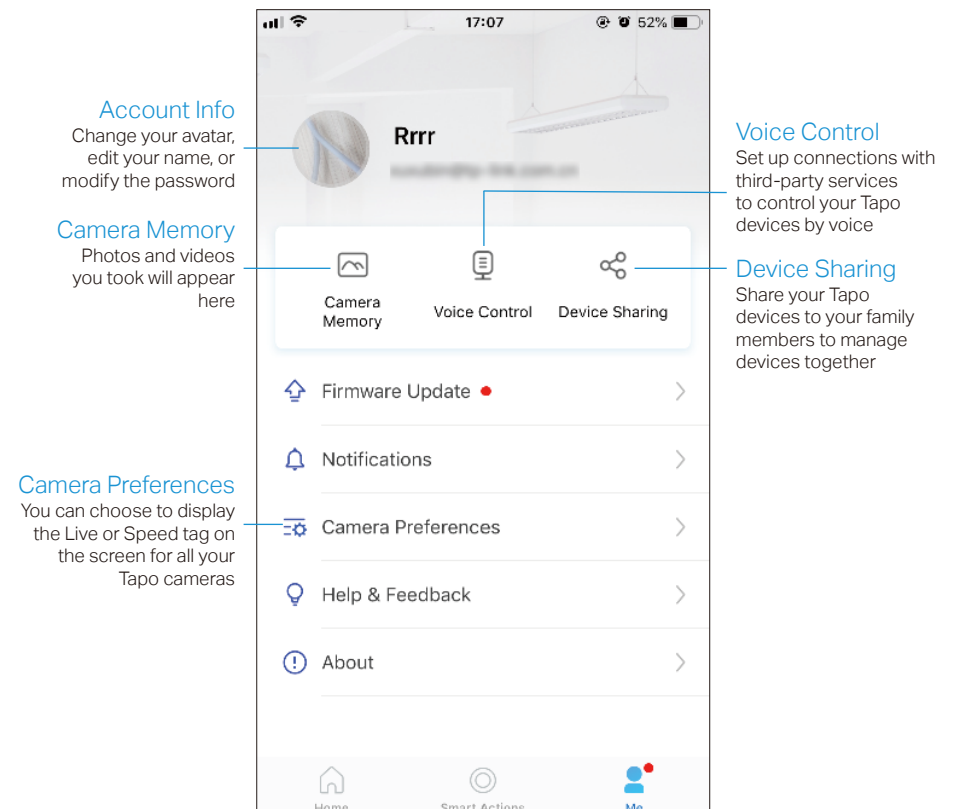 17:07
52%
Account Info
Change your avatar,
edit your name, or
modify the password
Rrrr
Camera Memory
Photos and videos
you took will appear
here
Voice Control
Set up connections with
third-party services
to control your Tapo
devices by voice
Device Sharing
Share your Tapo
devices to your family
members to manage
devices together
Camera
Memory
Voice Control
Device Sharing
Firmware Update
Notifications
Camera Preferences
You can choose to display
the Live or Speed tag on
the screen for all your
Tapo cameras
Camera Preferences
Help & Feedback
About
Home
Smart Actions
Me